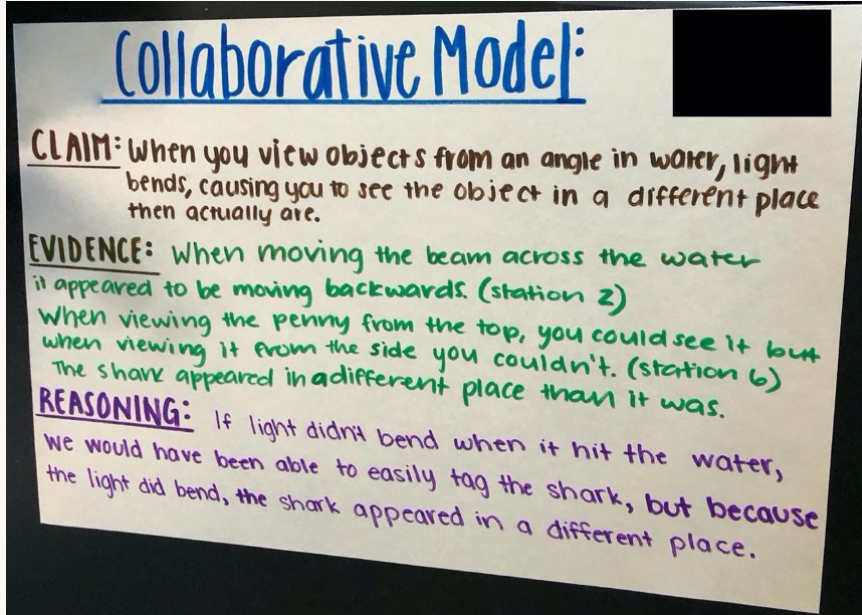 Collaborative Model:
CLAIM: When you view objects from an angle in water, light
bends, causing you to see the object in a different place
then actually are.
EVIDENCE: When moving the beam across the water
it appeared to be moving backwards. (station 2)
When viewing the penny from the top, you could see it but
when viewing it from the side you couldn't. (station 6)
The shark appeared in a different place than it was.
REASONING: If light didn't bend when it hit the water,
we would have been able to easily tag the shark, but because
the light did bend, the shark appeared in a different place.